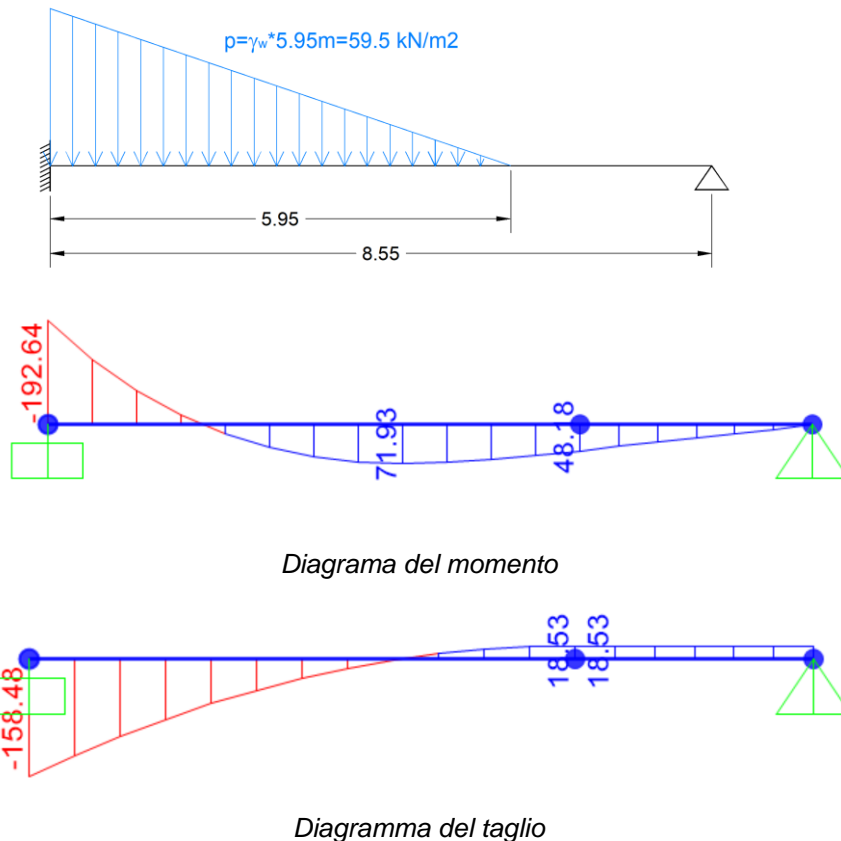 p=γw*5.95m=59.5 kN/m2
5.95
8.55
-192.64
71.93
48.18
Diagrama del momento
-158.48
18.53
18.53
Diagramma del taglio